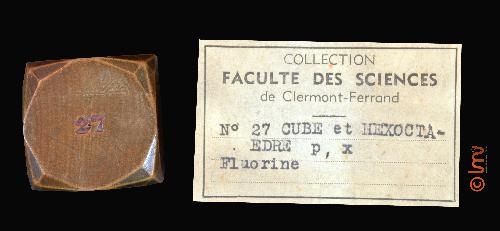 27
COLLECTION
FACULTE DES SCIENCES
de Clermont-Ferrand
N° 27 CUBE et HEXOCTA-
EDRE p, x
Fluorine
© lmv